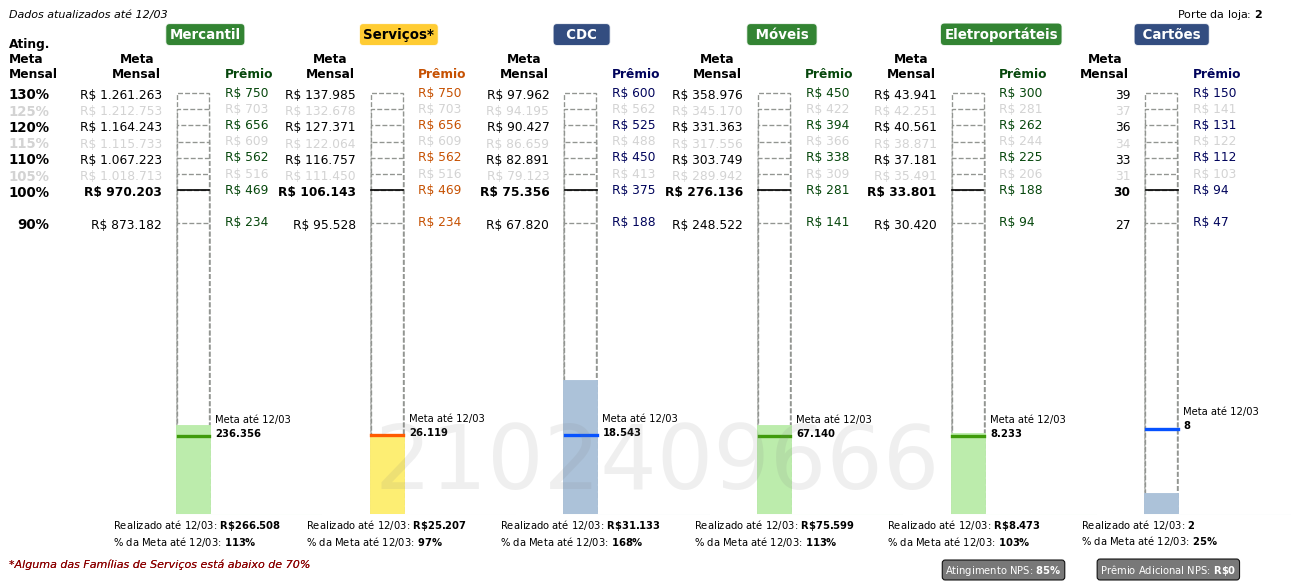 Dados atualizados até 12/03
Porte da loja: 2
Mercantil Serviços* CDC Móveis Eletroportáteis Cartões
Ating. Meta Mensal
Meta Mensal Prêmio Meta Mensal Prêmio Meta Mensal Prêmio Meta Mensal Prêmio Meta Mensal Prêmio Meta Mensal Prêmio
130% R$ 1.261.263 R$ 750 R$ 137.985 R$ 750 R$ 97.962 R$ 600 R$ 358.976 R$ 450 R$ 43.941 R$ 300 39 R$ 150
125% R$ 1.212.753 R$ 703 R$ 132.678 R$ 703 R$ 94.195 R$ 562 R$ 345.170 R$ 422 R$ 42.251 R$ 281 37 R$ 141
120% R$ 1.164.243 R$ 656 R$ 127.371 R$ 656 R$ 90.427 R$ 525 R$ 331.363 R$ 394 R$ 40.561 R$ 262 36 R$ 131
115% R$ 1.115.733 R$ 609 R$ 122.064 R$ 609 R$ 86.659 R$ 488 R$ 317.556 R$ 366 R$ 38.871 R$ 244 34 R$ 122
110% R$ 1.067.223 R$ 562 R$ 116.757 R$ 562 R$ 82.891 R$ 450 R$ 303.749 R$ 338 R$ 37.181 R$ 225 33 R$ 112
105% R$ 1.018.713 R$ 516 R$ 111.450 R$ 516 R$ 79.123 R$ 413 R$ 289.942 R$ 309 R$ 35.491 R$ 206 31 R$ 103
100% R$ 970.203 R$ 469 R$ 106.143 R$ 469 R$ 75.356 R$ 375 R$ 276.136 R$ 281 R$ 33.801 R$ 188 30 R$ 94
90% R$ 873.182 R$ 234 R$ 95.528 R$ 234 R$ 67.820 R$ 188 R$ 248.522 R$ 141 R$ 30.420 R$ 94 27 R$ 47
Meta até 12/03 Meta até 12/03 Meta até 12/03 Meta até 12/03 Meta até 12/03 Meta até 12/03
236.356 26.119 18.543 67.140 8.233 8
2102409666
Realizado até 12/03: R$266.508 Realizado até 12/03: R$25.207 Realizado até 12/03: R$31.133 Realizado até 12/03: R$75.599 Realizado até 12/03: R$8.473 Realizado até 12/03: 2
% da Meta até 12/03: 113% % da Meta até 12/03: 97% % da Meta até 12/03: 168% % da Meta até 12/03: 113% % da Meta até 12/03: 103% % da Meta até 12/03: 25%
*Alguma das Famílias de Serviços está abaixo de 70%
Atingimento NPS: 85% Prêmio Adicional NPS: R$0